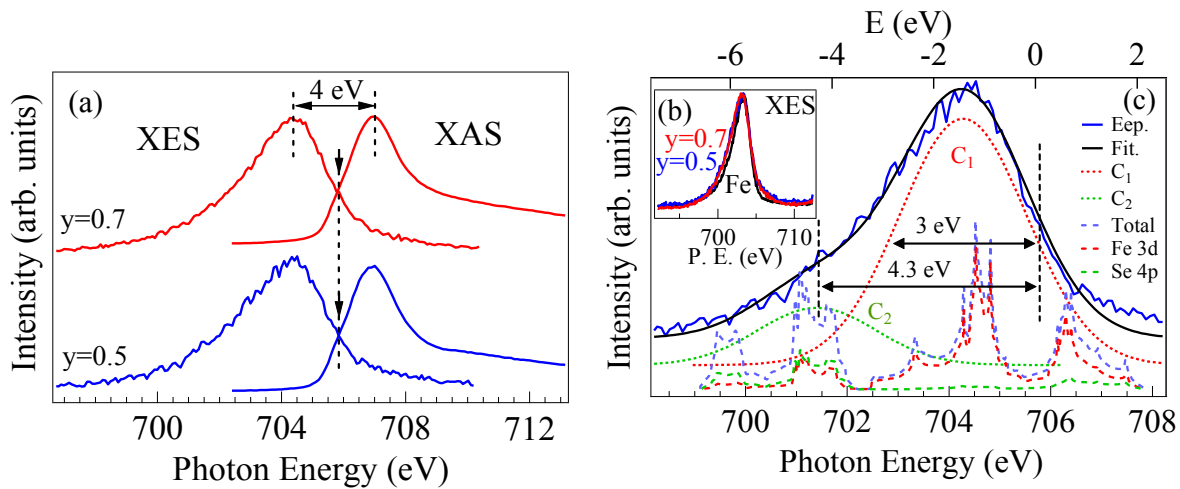 (a)
4 eV
XES
XAS
y=0.7
y=0.5
700
704
708
712
Photon Energy (eV)
Intensity (arb. units)
E (eV)
-6
-4
-2
0
2
(b)
XES
y=0.7
y=0.5
Fe
700
710
P. E. (eV)
(c)
Eep.
Fit.
C1
C2
Total
Fe 3d
Se 4p
C1
3 eV
4.3 eV
C2
700
702
704
706
708
Photon Energy (eV)
Intensity (arb. units)